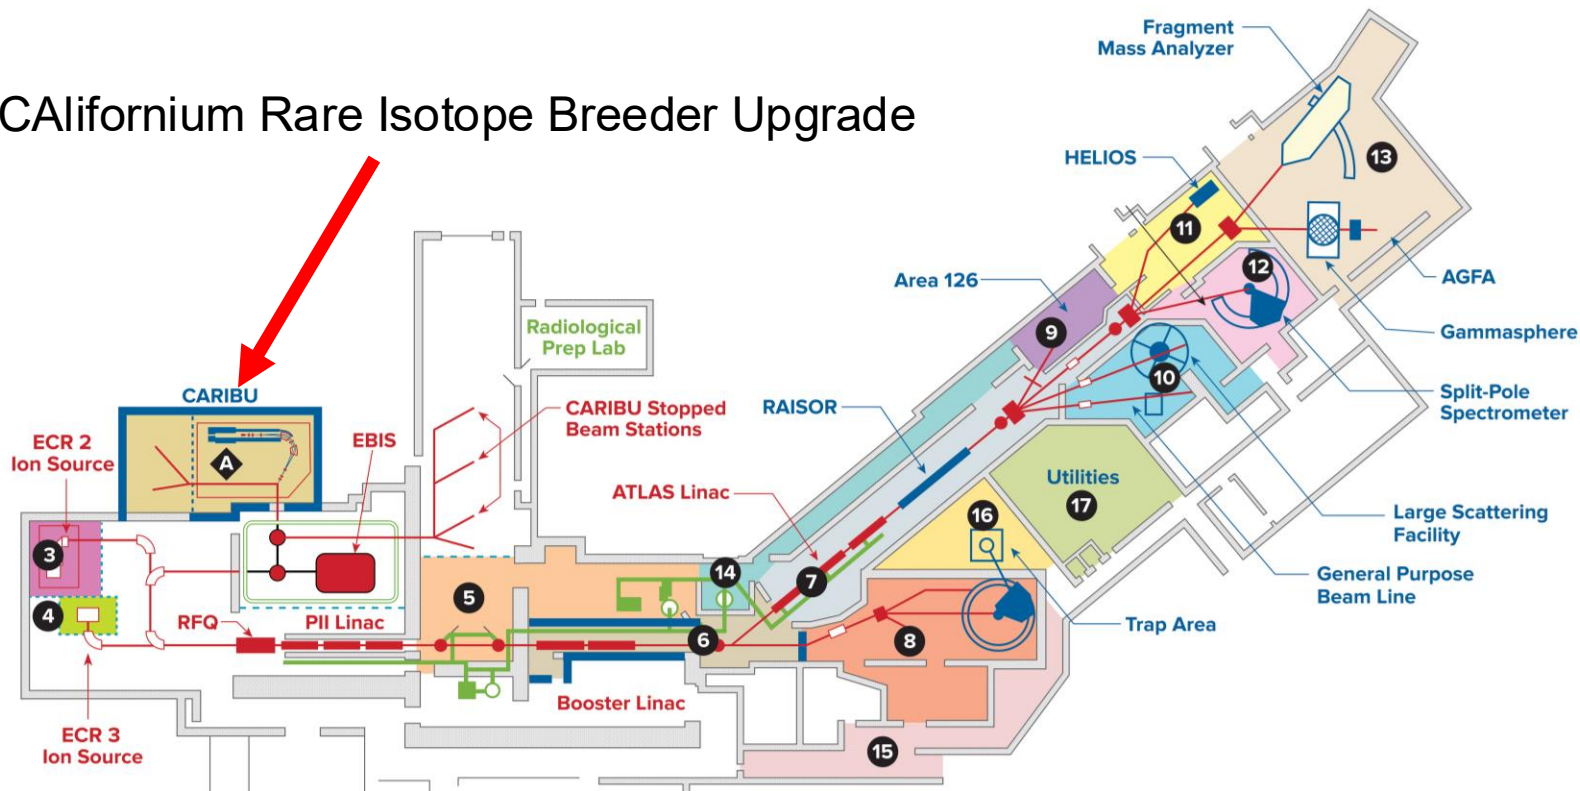 CAlifornium Rare Isotope Breeder Upgrade
Fragment
Mass Analyzer
HELIOS
13
11
12
AGFA
Area 126
Gammasphere
9
Radiological
Prep Lab
10
Split-Pole
Spectrometer
CARIBU
RAISOR
CARIBU Stopped
Beam Stations
ECR 2
Ion Source
EBIS
A
Utilities
17
ATLAS Linac
16
Large Scattering
Facility
3
14
7
General Purpose
Beam Line
4
5
RFQ
PII Linac
6
8
Trap Area
Booster Linac
ECR 3
Ion Source
15